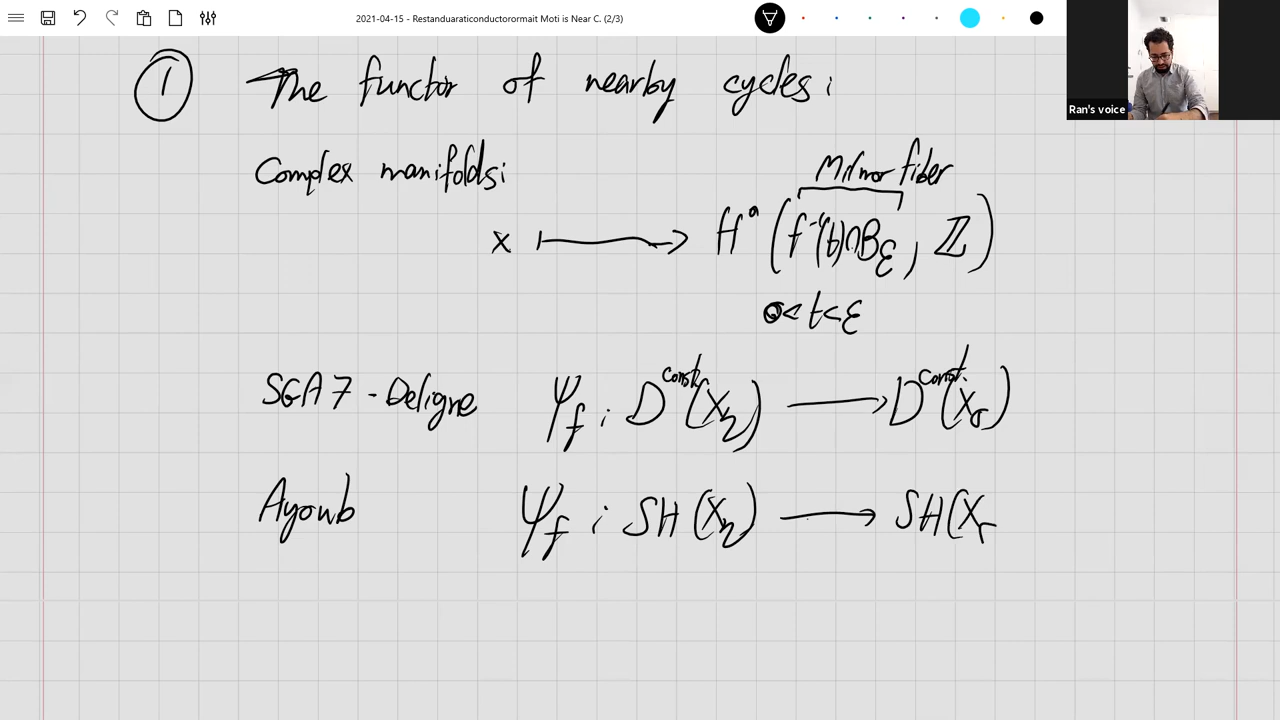 2021-04-15 - Restanduaraticonductorormait Moti is Near C. (2/3)
Ran's voice
① The functor of nearby cycles:
Complex manifolds:
Milnor fiber
x ⟼ Hⁿ (f⁻¹(t)∩B_ε, ℤ)
0<t<ε
SGA 7 - Deligne ψ_f : D^const.(X_η) ⟶ D^const.(X_σ)
Ayoub ψ_f : SH(X_η) ⟶ SH(X_σ